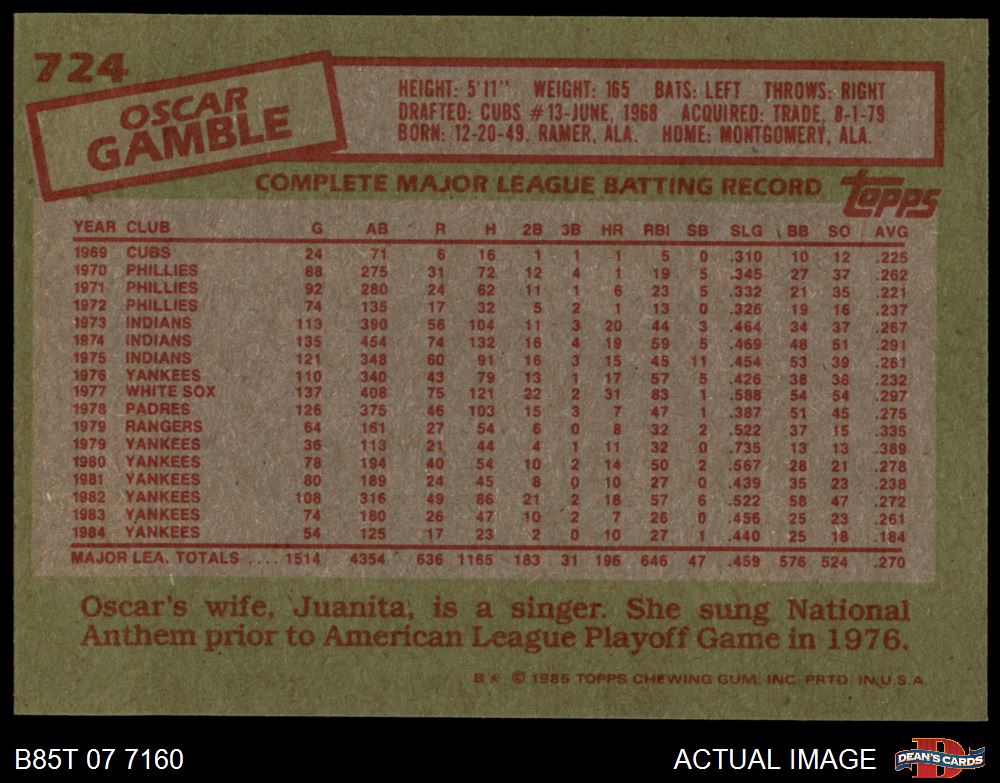 724
OSCAR
GAMBLE
HEIGHT: 5'11" WEIGHT: 165 BATS: LEFT THROWS: RIGHT
DRAFTED: CUBS #13-JUNE, 1968 ACQUIRED: TRADE, 8-1-79
BORN: 12-20-49, RAMER, ALA. HOME: MONTGOMERY, ALA.
COMPLETE MAJOR LEAGUE BATTING RECORD topps
YEAR CLUB G AB R H 2B 3B HR RBI SB SLG BB SO AVG
1969 CUBS 24 71 6 16 1 1 1 5 0 .310 10 12 .225
1970 PHILLIES 88 275 31 72 12 4 1 19 5 .345 27 37 .262
1971 PHILLIES 92 280 24 62 11 1 6 23 5 .332 21 35 .221
1972 PHILLIES 74 135 17 32 5 2 1 13 0 .326 19 16 .237
1973 INDIANS 113 390 56 104 11 3 20 44 3 .464 34 37 .267
1974 INDIANS 135 454 74 132 16 4 19 59 5 .469 48 51 .291
1975 INDIANS 121 348 60 91 16 3 15 45 11 .454 53 39 .261
1976 YANKEES 110 340 43 79 13 1 17 57 5 .426 38 38 .232
1977 WHITE SOX 137 408 75 121 22 2 31 83 1 .588 54 54 .297
1978 PADRES 126 375 46 103 15 3 7 47 1 .387 51 45 .275
1979 RANGERS 64 161 27 54 6 0 8 32 2 .522 37 15 .335
1979 YANKEES 36 113 21 44 4 1 11 32 0 .735 13 13 .389
1980 YANKEES 78 194 40 54 10 2 14 50 2 .567 28 21 .278
1981 YANKEES 80 189 24 45 8 0 10 27 0 .439 35 23 .238
1982 YANKEES 108 316 49 86 21 2 18 57 6 .522 58 47 .272
1983 YANKEES 74 180 26 47 10 2 7 26 0 .456 25 23 .261
1984 YANKEES 54 125 17 23 2 0 10 27 1 .440 25 18 .184
MAJOR LEA. TOTALS .... 1514 4354 636 1165 183 31 196 646 47 .459 576 524 .270
Oscar's wife, Juanita, is a singer. She sung National
Anthem prior to American League Playoff Game in 1976.
B* © 1985 TOPPS CHEWING GUM, INC. PRTD. IN U.S.A.
B85T 07 7160 ACTUAL IMAGE D DEAN'S CARDS